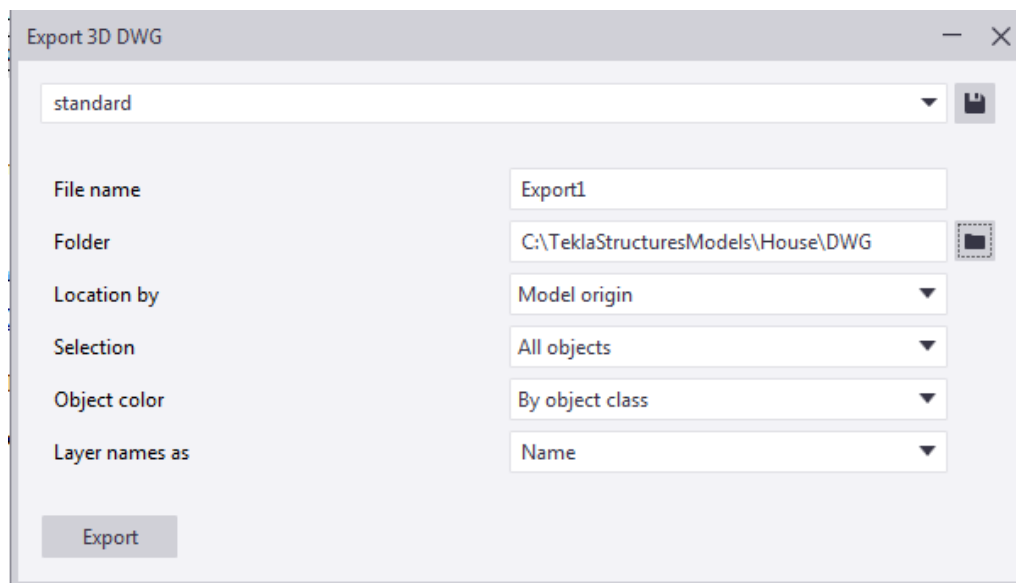 Export 3D DWG
standard
File name
Export1
Folder
C:\TeklaStructuresModels\House\DWG
Location by
Model origin
Selection
All objects
Object color
By object class
Layer names as
Name
Export